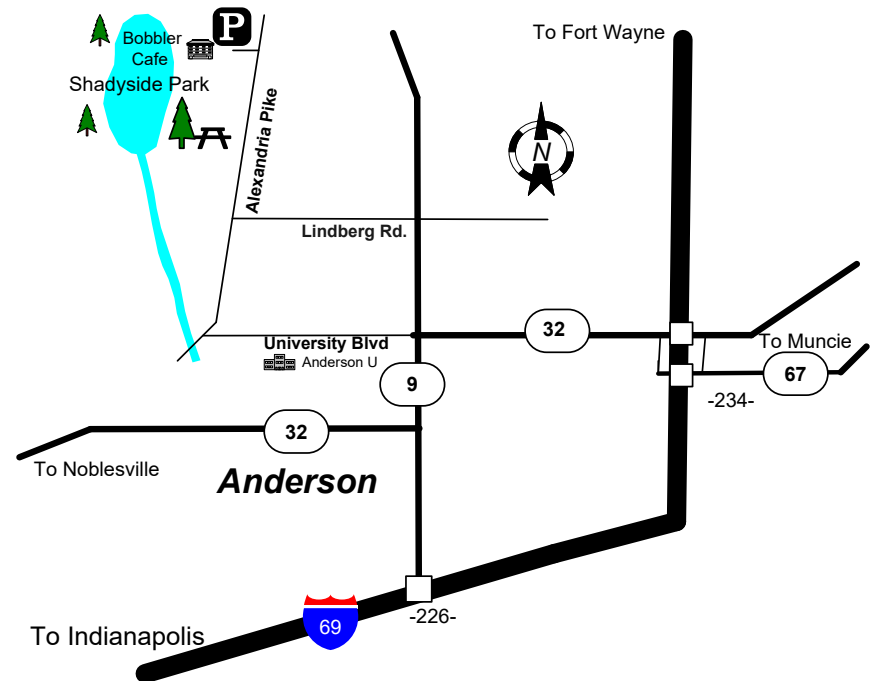 P
Bobbler
Cafe
To Fort Wayne
Shadyside Park
Alexandria Pike
N
Lindberg Rd.
32
University Blvd
To Muncie
Anderson U
9
67
-234-
32
To Noblesville
Anderson
-226-
69
To Indianapolis